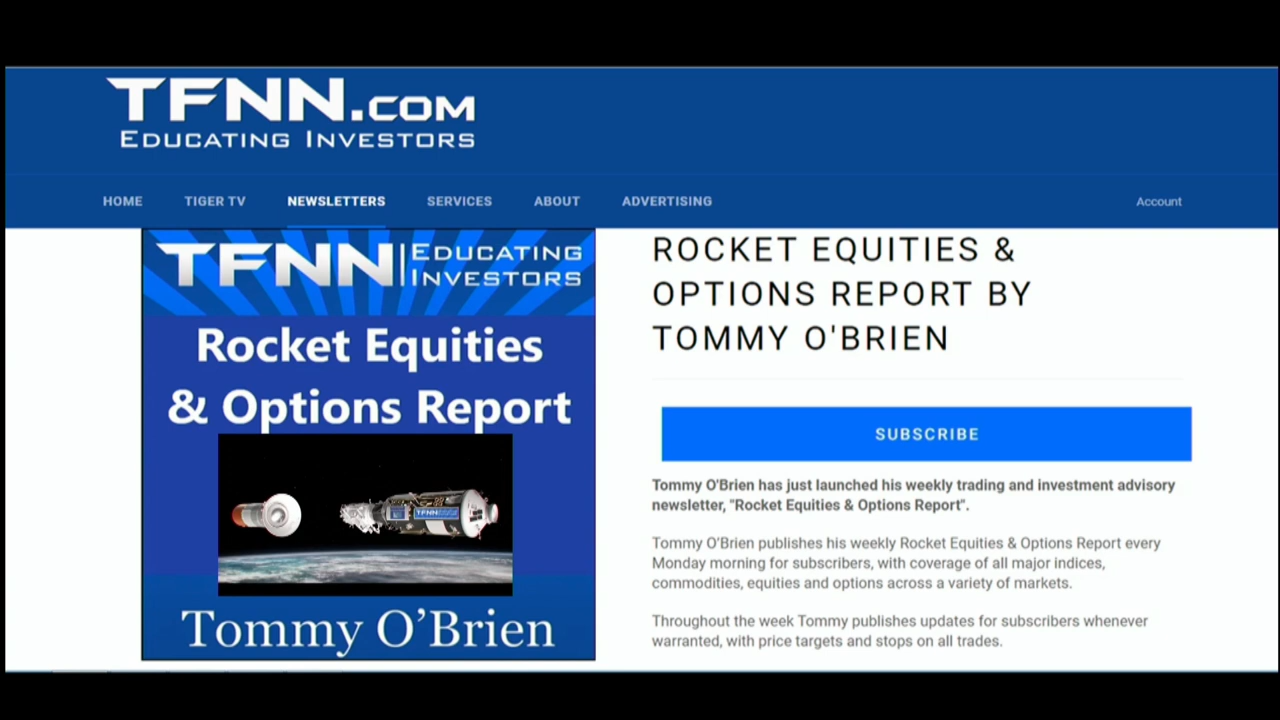 TFNN.COM
EDUCATING INVESTORS
HOME TIGER TV NEWSLETTERS SERVICES ABOUT ADVERTISING Account
TFNN EDUCATING
INVESTORS
Rocket Equities
& Options Report
TFNN
Tommy O'Brien
ROCKET EQUITIES &
OPTIONS REPORT BY
TOMMY O'BRIEN
SUBSCRIBE
Tommy O'Brien has just launched his weekly trading and investment advisory
newsletter, "Rocket Equities & Options Report".
Tommy O'Brien publishes his weekly Rocket Equities & Options Report every
Monday morning for subscribers, with coverage of all major indices,
commodities, equities and options across a variety of markets.
Throughout the week Tommy publishes updates for subscribers whenever
warranted, with price targets and stops on all trades.